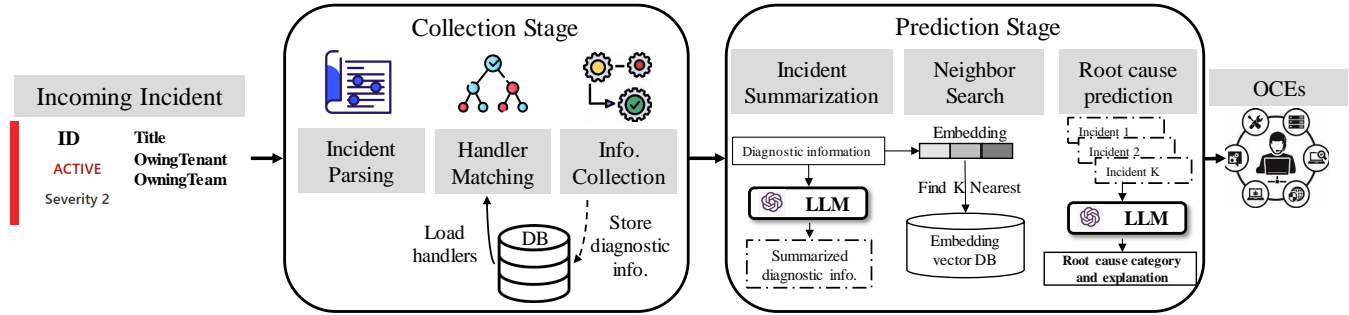 Incoming Incident
ID
ACTIVE
Severity 2
Title
OwingTenant
OwningTeam
Collection Stage
Incident
Parsing
Handler
Matching
Info.
Collection
Load
handlers
DB
Store
diagnostic
info.
Prediction Stage
Incident
Summarization
Diagnostic information
LLM
Summarized
diagnostic info.
Neighbor
Search
Embedding
Find K Nearest
Embedding
vector DB
Root cause
prediction
Incident 1
Incident 2
Incident K
LLM
Root cause category
and explanation
OCEs